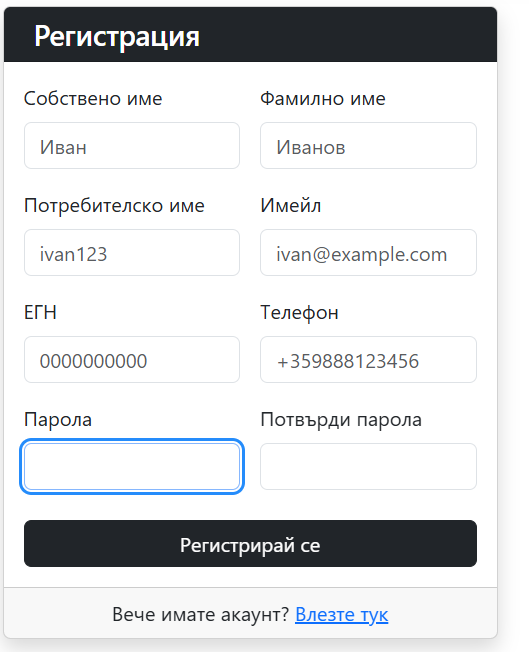 Регистрация
Собствено име Фамилно име
Иван Иванов
Потребителско име Имейл
ivan123 ivan@example.com
ЕГН Телефон
0000000000 +359888123456
Парола Потвърди парола
Регистрирай се
Вече имате акаунт? Влезте тук